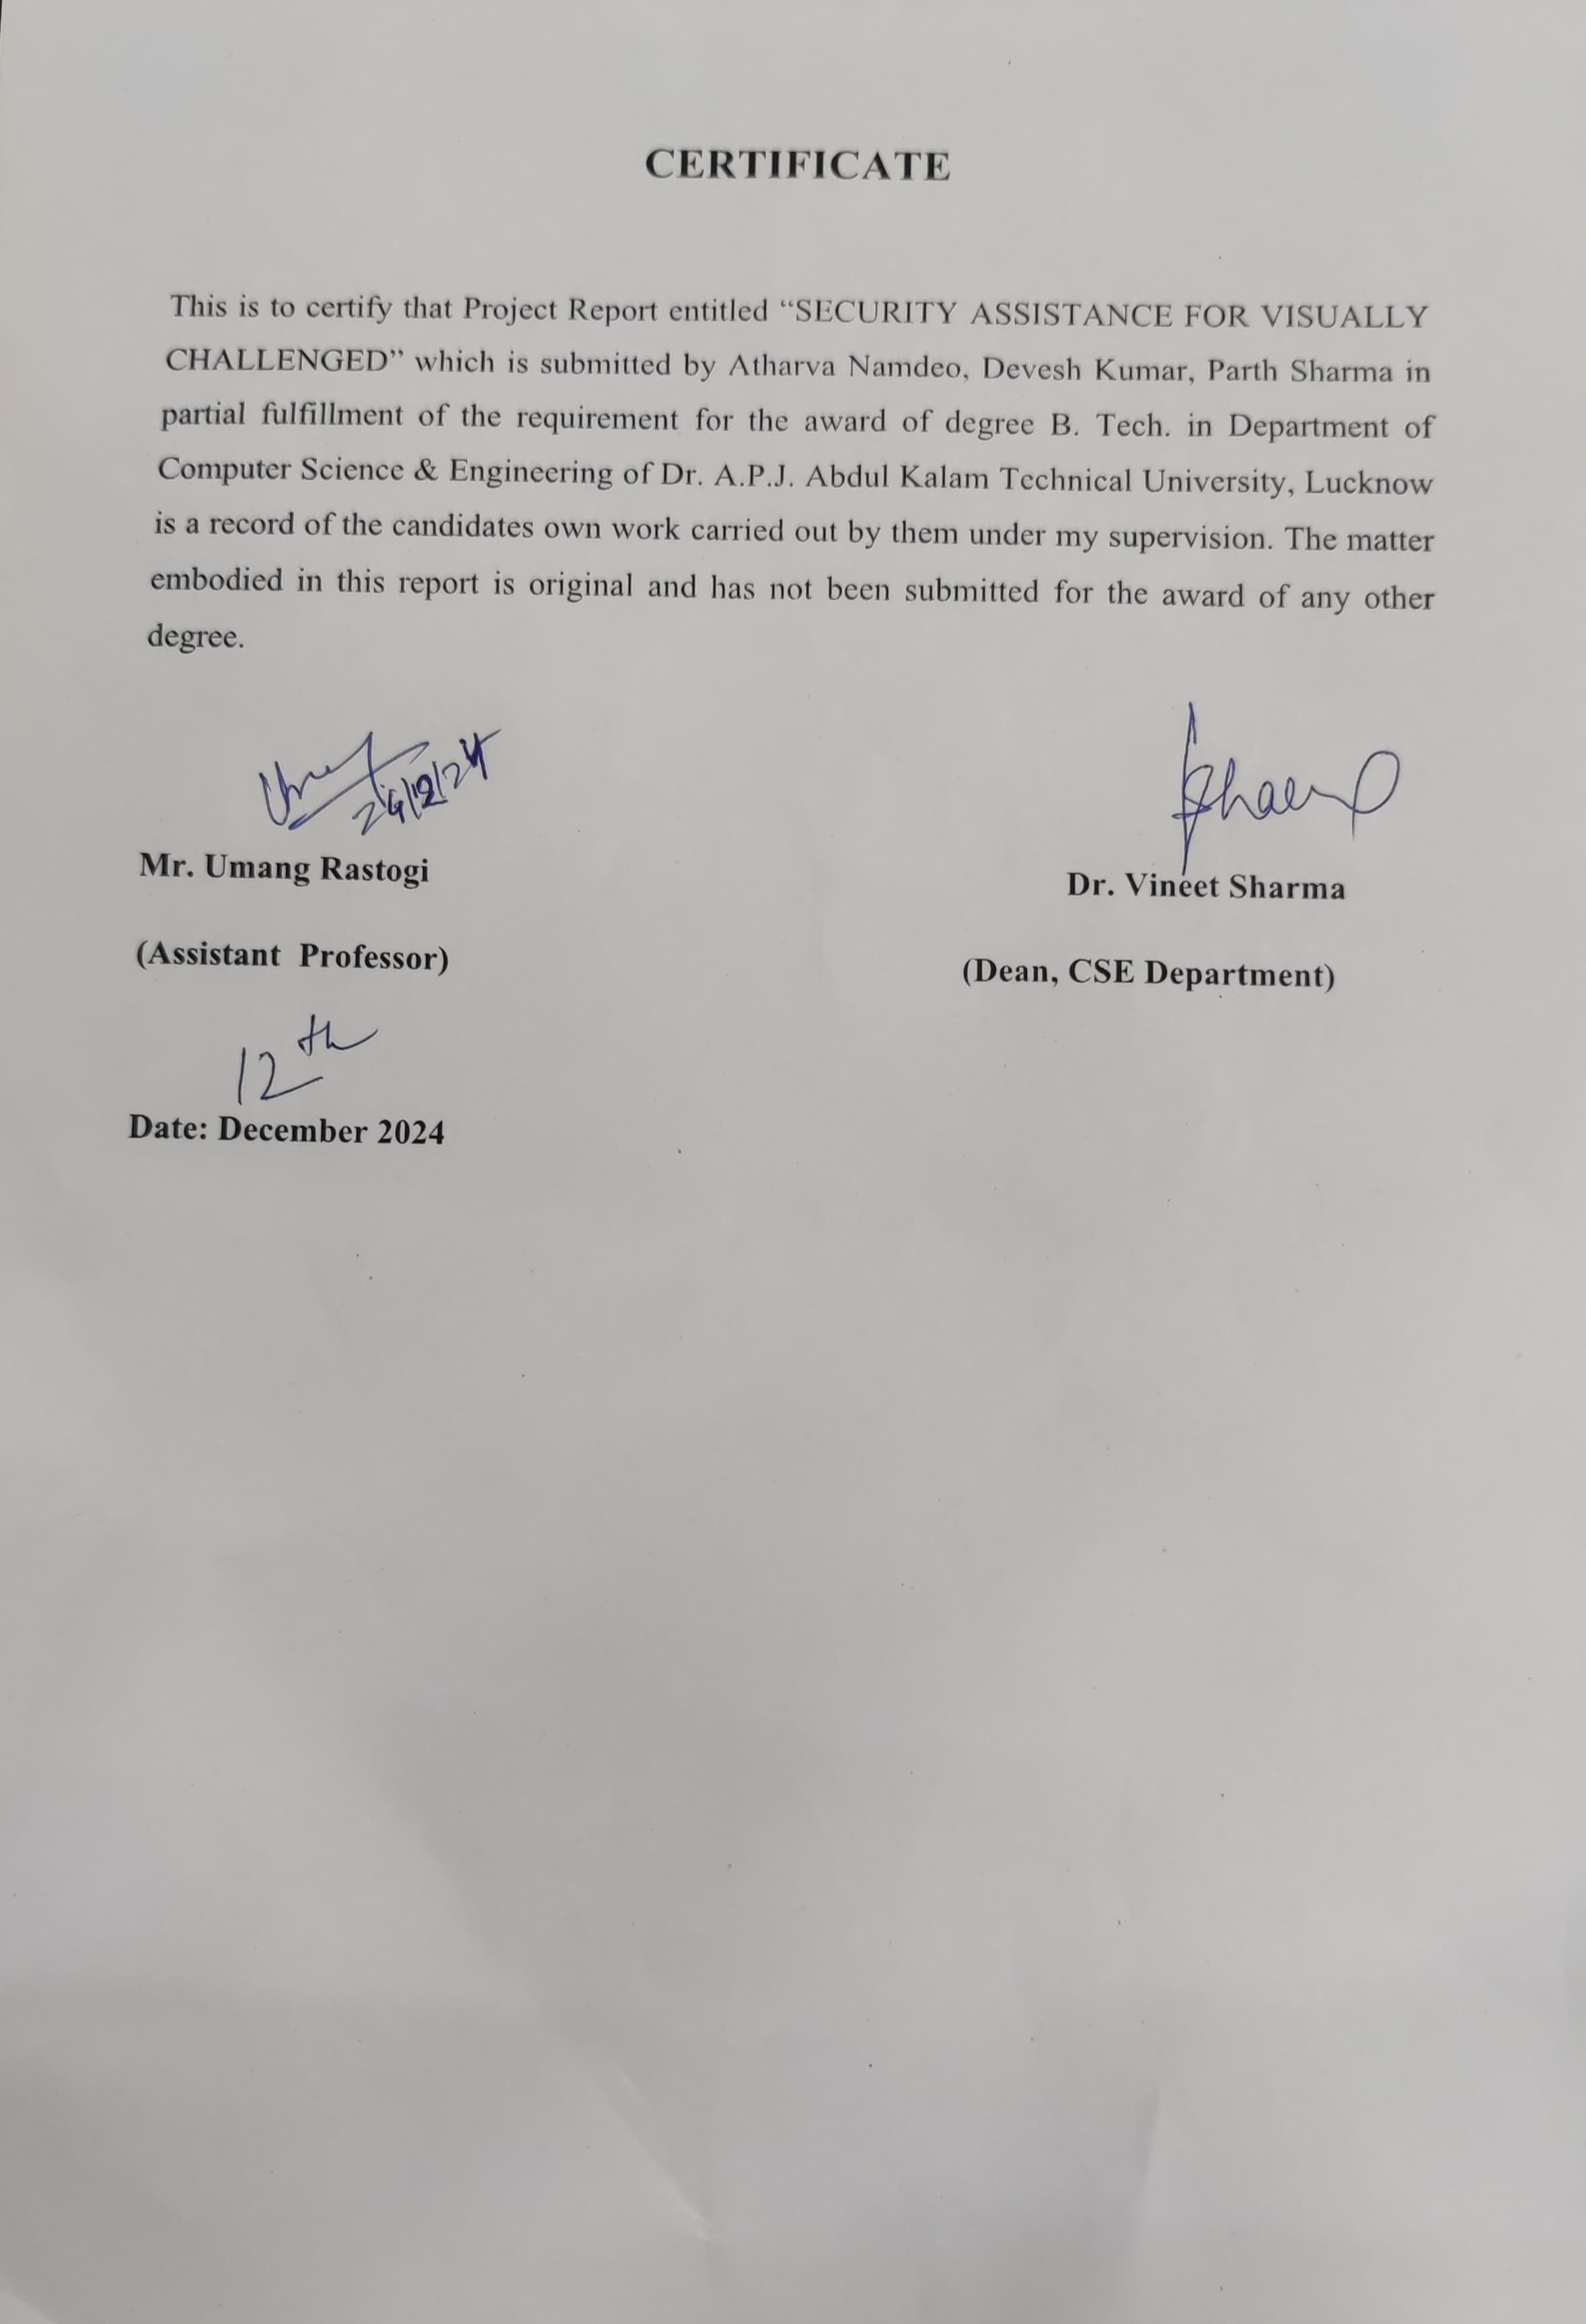 CERTIFICATE
This is to certify that Project Report entitled “SECURITY ASSISTANCE FOR VISUALLY
CHALLENGED” which is submitted by Atharva Namdeo, Devesh Kumar, Parth Sharma in
partial fulfillment of the requirement for the award of degree B. Tech. in Department of
Computer Science & Engineering of Dr. A.P.J. Abdul Kalam Technical University, Lucknow
is a record of the candidates own work carried out by them under my supervision. The matter
embodied in this report is original and has not been submitted for the award of any other
degree.
Mr. Umang Rastogi
Dr. Vineet Sharma
(Assistant Professor)
(Dean, CSE Department)
12th
Date: December 2024